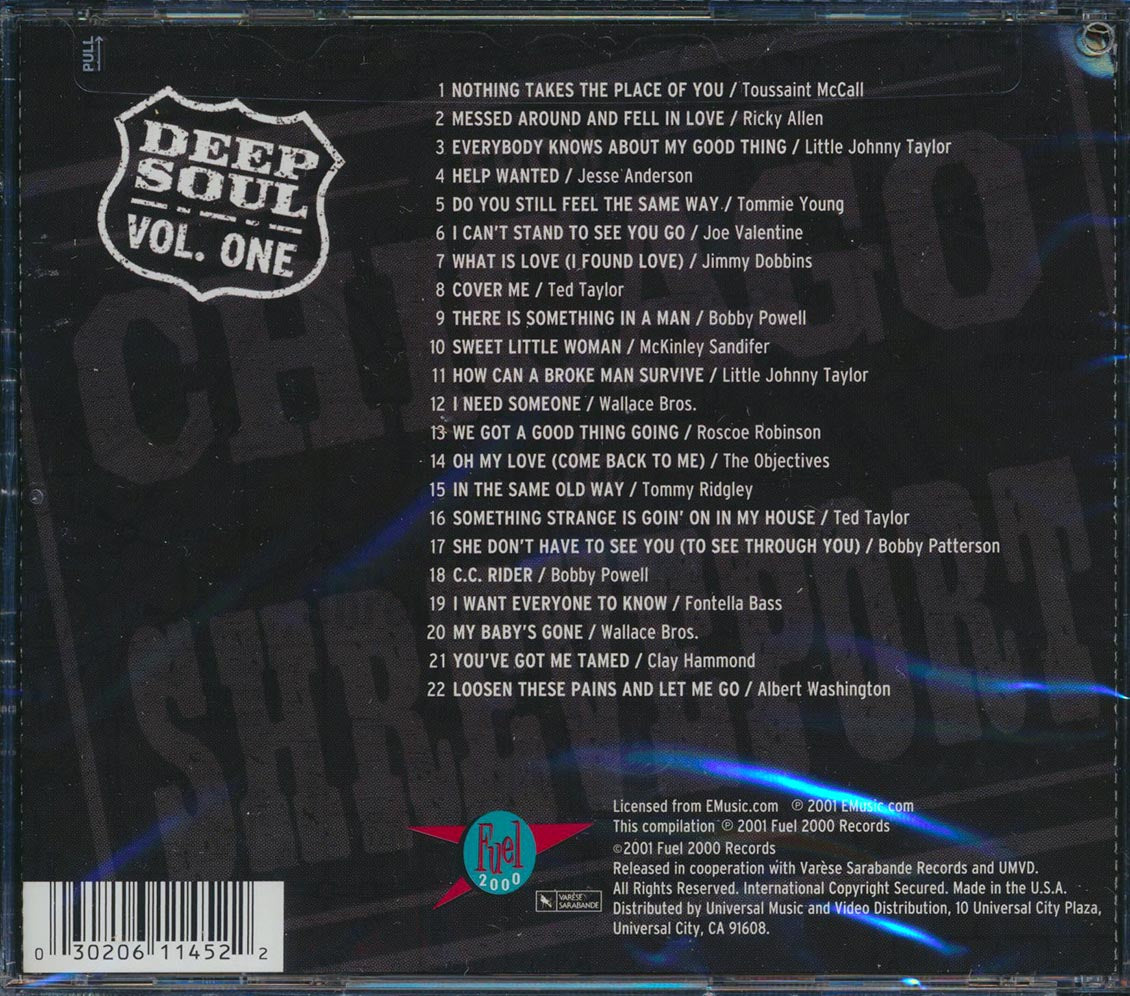 PULL
DEEP
SOUL
VOL. ONE
FROM
CHICAGO
TO
SHREVEPORT
1 NOTHING TAKES THE PLACE OF YOU / Toussaint McCall
2 MESSED AROUND AND FELL IN LOVE / Ricky Allen
3 EVERYBODY KNOWS ABOUT MY GOOD THING / Little Johnny Taylor
4 HELP WANTED / Jesse Anderson
5 DO YOU STILL FEEL THE SAME WAY / Tommie Young
6 I CAN'T STAND TO SEE YOU GO / Joe Valentine
7 WHAT IS LOVE (I FOUND LOVE) / Jimmy Dobbins
8 COVER ME / Ted Taylor
9 THERE IS SOMETHING IN A MAN / Bobby Powell
10 SWEET LITTLE WOMAN / McKinley Sandifer
11 HOW CAN A BROKE MAN SURVIVE / Little Johnny Taylor
12 I NEED SOMEONE / Wallace Bros.
13 WE GOT A GOOD THING GOING / Roscoe Robinson
14 OH MY LOVE (COME BACK TO ME) / The Objectives
15 IN THE SAME OLD WAY / Tommy Ridgley
16 SOMETHING STRANGE IS GOIN' ON IN MY HOUSE / Ted Taylor
17 SHE DON'T HAVE TO SEE YOU (TO SEE THROUGH YOU) / Bobby Patterson
18 C.C. RIDER / Bobby Powell
19 I WANT EVERYONE TO KNOW / Fontella Bass
20 MY BABY'S GONE / Wallace Bros.
21 YOU'VE GOT ME TAMED / Clay Hammond
22 LOOSEN THESE PAINS AND LET ME GO / Albert Washington
Fuel
2000
VARÈSE
SARABANDE
Licensed from EMusic.com ℗ 2001 EMusic.com
This compilation ℗ 2001 Fuel 2000 Records
©2001 Fuel 2000 Records
Released in cooperation with Varèse Sarabande Records and UMVD.
All Rights Reserved. International Copyright Secured. Made in the U.S.A.
Distributed by Universal Music and Video Distribution, 10 Universal City Plaza,
Universal City, CA 91608.
0 30206 11452 2